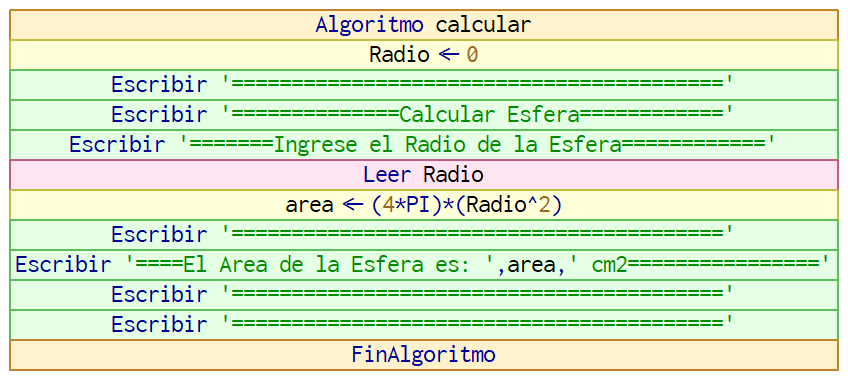 Algoritmo calcular
Radio ← 0
Escribir '========================================='
Escribir '==============Calcular Esfera============'
Escribir '=======Ingrese el Radio de la Esfera============'
Leer Radio
area ← (4*PI)*(Radio^2)
Escribir '========================================='
Escribir '====El Area de la Esfera es: ',area,' cm2================'
Escribir '========================================='
Escribir '========================================='
FinAlgoritmo